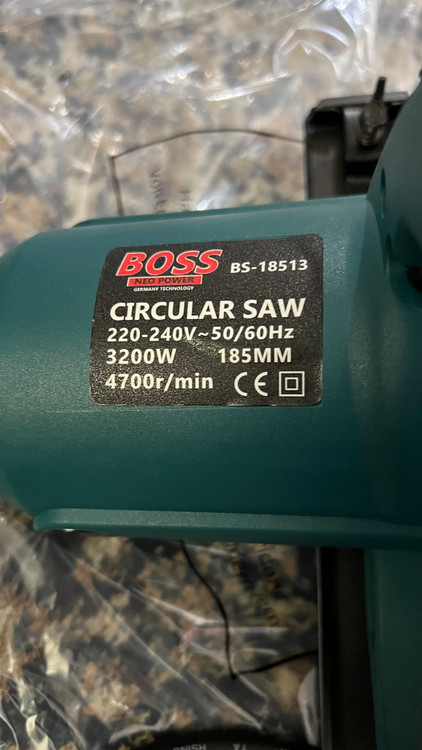 BOSS BS-18513
NEO POWER
GERMANY TECHNOLOGY
CIRCULAR SAW
220-240V~50/60Hz
3200W 185MM
4700r/min CE